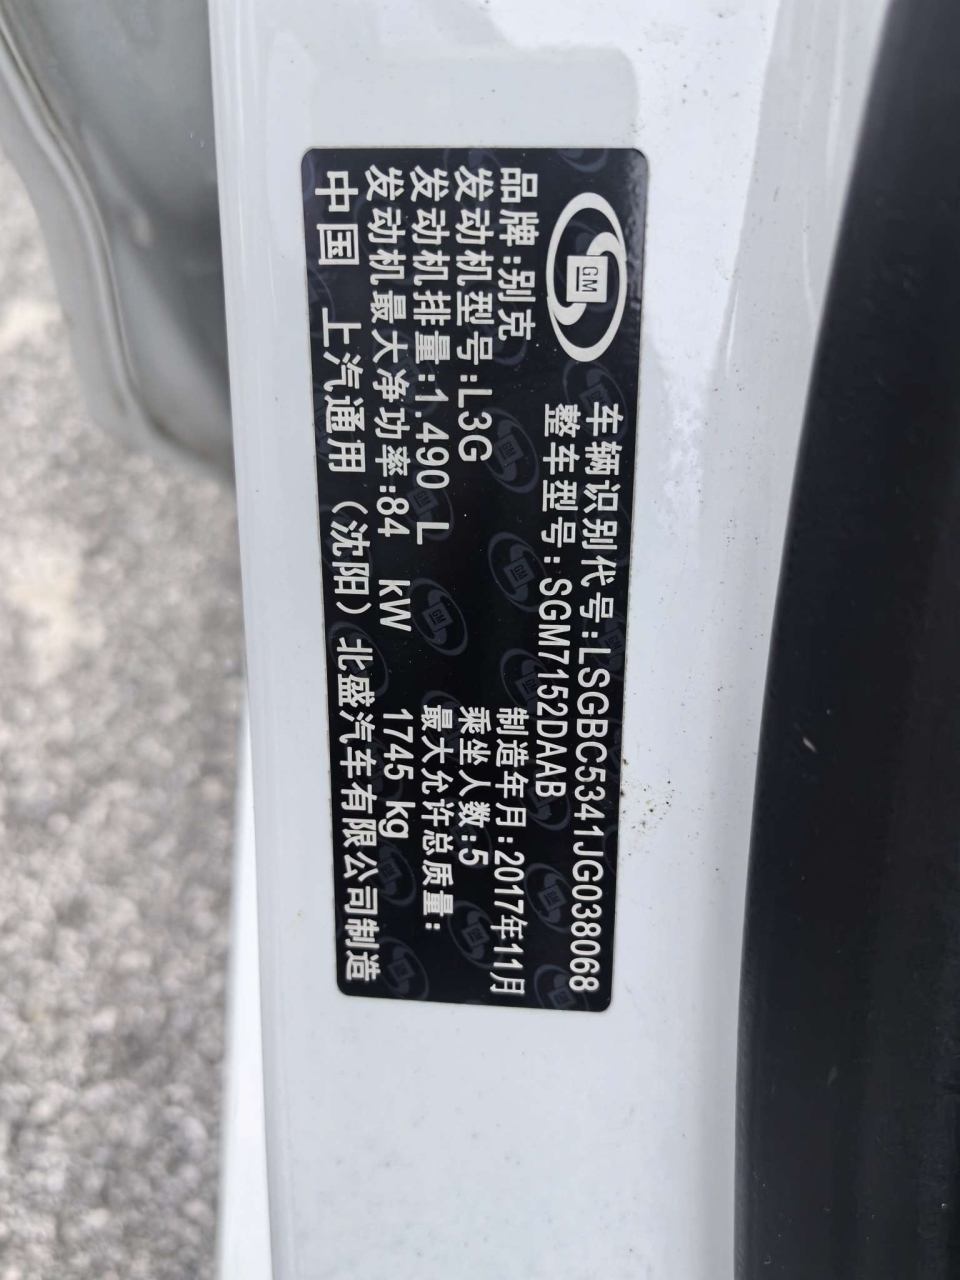 GM
车辆识别代号:LSGBC5341JG038068
整车型号:SGM7152DAAB
品牌:别克 制造年月:2017年11月
发动机型号:L3G 乘坐人数:5
发动机排量:1.490 L 最大允许总质量:
发动机最大净功率:84 kW 1745 kg
中国 上汽通用（沈阳）北盛汽车有限公司制造